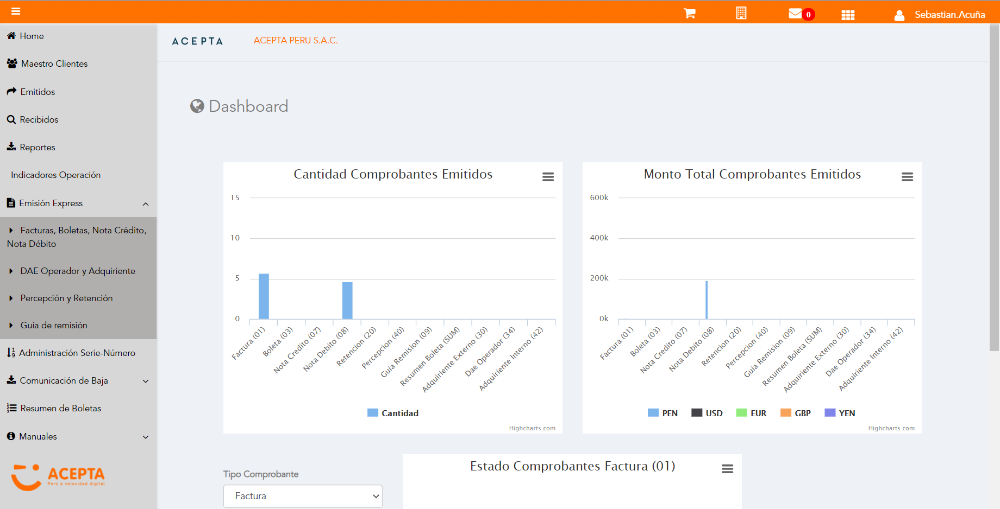 0
Sebastian.Acuña
Home
Maestro Clientes
Emitidos
Recibidos
Reportes
Indicadores Operación
Emisión Express
Facturas, Boletas, Nota Crédito,
Nota Débito
DAE Operador y Adquiriente
Percepción y Retención
Guía de remisión
Administración Serie-Número
Comunicación de Baja
Resumen de Boletas
Manuales
ACEPTA
Perú a velocidad digital
ACEPTA
ACEPTA PERU S.A.C.
Dashboard
Cantidad Comprobantes Emitidos
15
10
5
0
Factura (01)
Boleta (03)
Nota Credito (07)
Nota Debito (08)
Retencion (20)
Percepcion (40)
Guia Remision (09)
Resumen Boleta (SUM)
Adquiriente Externo (30)
Dae Operador (34)
Adquiriente Interno (42)
Cantidad
Highcharts.com
Monto Total Comprobantes Emitidos
600k
400k
200k
0k
Factura (01)
Boleta (03)
Nota Credito (07)
Nota Debito (08)
Retencion (20)
Percepcion (40)
Guia Remision (09)
Resumen Boleta (SUM)
Adquiriente Externo (30)
Dae Operador (34)
Adquiriente Interno (42)
PEN USD EUR GBP YEN
Highcharts.com
Tipo Comprobante
Factura
Estado Comprobantes Factura (01)